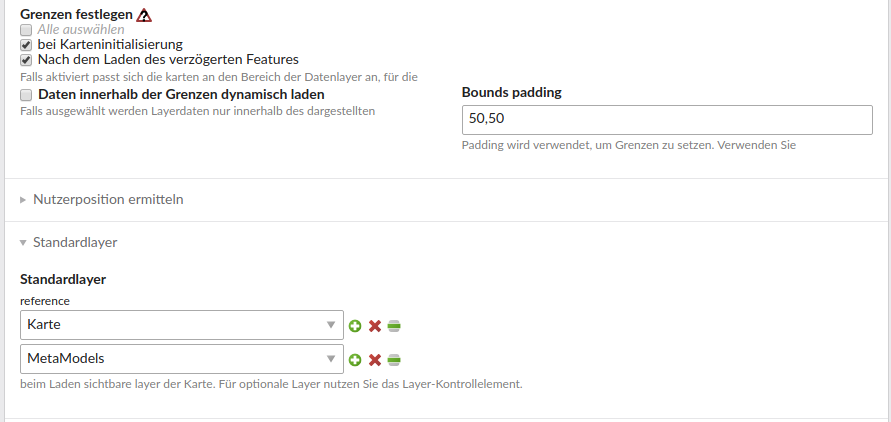 Grenzen festlegen
Alle auswählen
bei Karteninitialisierung
Nach dem Laden des verzögerten Features
Falls aktiviert passt sich die karten an den Bereich der Datenlayer an, für die
Daten innerhalb der Grenzen dynamisch laden
Falls ausgewählt werden Layerdaten nur innerhalb des dargestellten
Bounds padding
50,50
Padding wird verwendet, um Grenzen zu setzen. Verwenden Sie
Nutzerposition ermitteln
Standardlayer
Standardlayer
reference
Karte
MetaModels
beim Laden sichtbare layer der Karte. Für optionale Layer nutzen Sie das Layer-Kontrollelement.